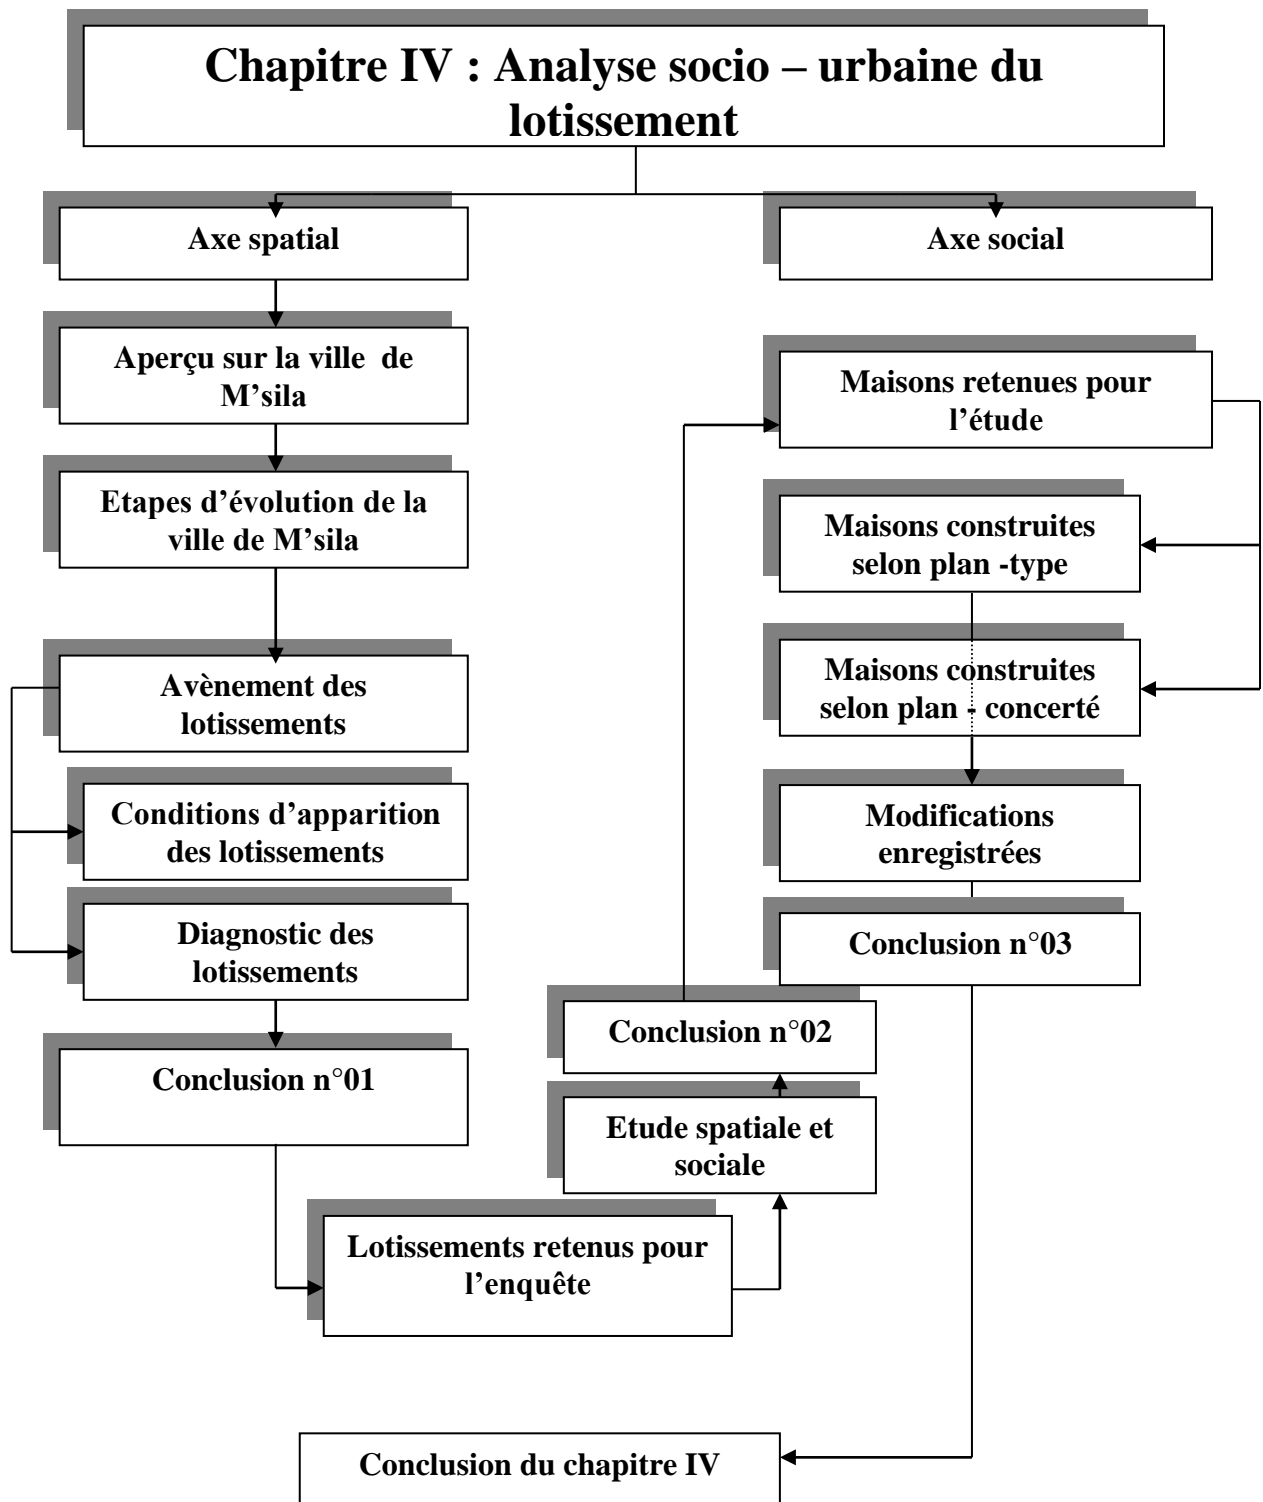 Chapitre IV : Analyse socio – urbaine du
lotissement
Axe spatial
Axe social
Aperçu sur la ville de
M’sila
Maisons retenues pour
l’étude
Etapes d’évolution de la
ville de M’sila
Maisons construites
selon plan -type
Avènement des
lotissements
Maisons construites
selon plan - concerté
Conditions d’apparition
des lotissements
Modifications
enregistrées
Diagnostic des
lotissements
Conclusion n°03
Conclusion n°02
Conclusion n°01
Etude spatiale et
sociale
Lotissements retenus pour
l’enquête
Conclusion du chapitre IV